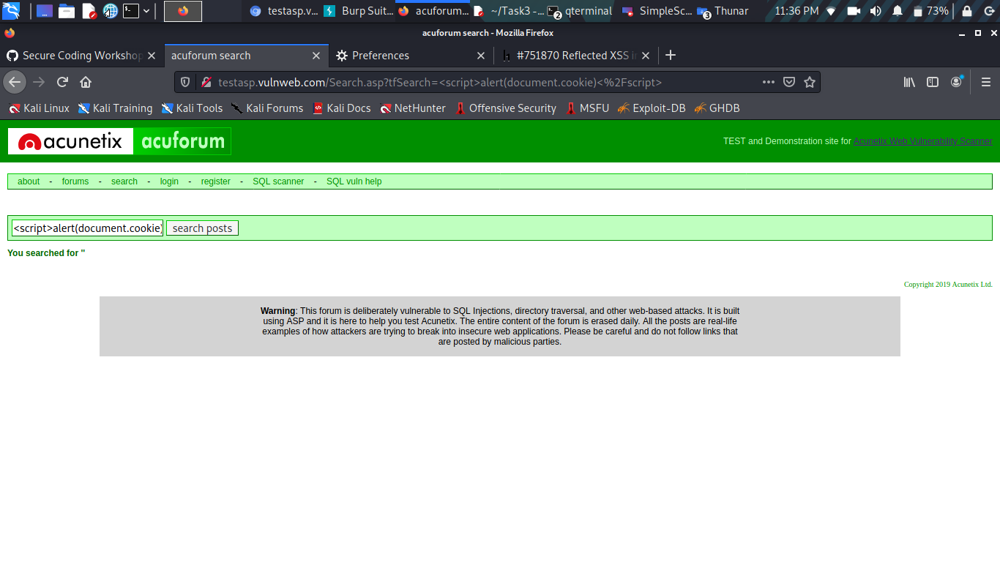 testasp.v... Burp Suit... acuforum... ~/Task3 -... 2 qterminal SimpleSc... 3 Thunar 11:36 PM 73%
acuforum search - Mozilla Firefox
Secure Coding Workshop acuforum search Preferences #751870 Reflected XSS in
testasp.vulnweb.com/Search.asp?tfSearch=<script>alert(document.cookie)<%2Fscript>
Kali Linux Kali Training Kali Tools Kali Forums Kali Docs NetHunter Offensive Security MSFU Exploit-DB GHDB
acunetix acuforum TEST and Demonstration site for Acunetix Web Vulnerability Scanner
about - forums - search - login - register - SQL scanner - SQL vuln help
<script>alert(document.cookie) search posts
You searched for ''
Copyright 2019 Acunetix Ltd.
Warning: This forum is deliberately vulnerable to SQL Injections, directory traversal, and other web-based attacks. It is built
using ASP and it is here to help you test Acunetix. The entire content of the forum is erased daily. All the posts are real-life
examples of how attackers are trying to break into insecure web applications. Please be careful and do not follow links that
are posted by malicious parties.